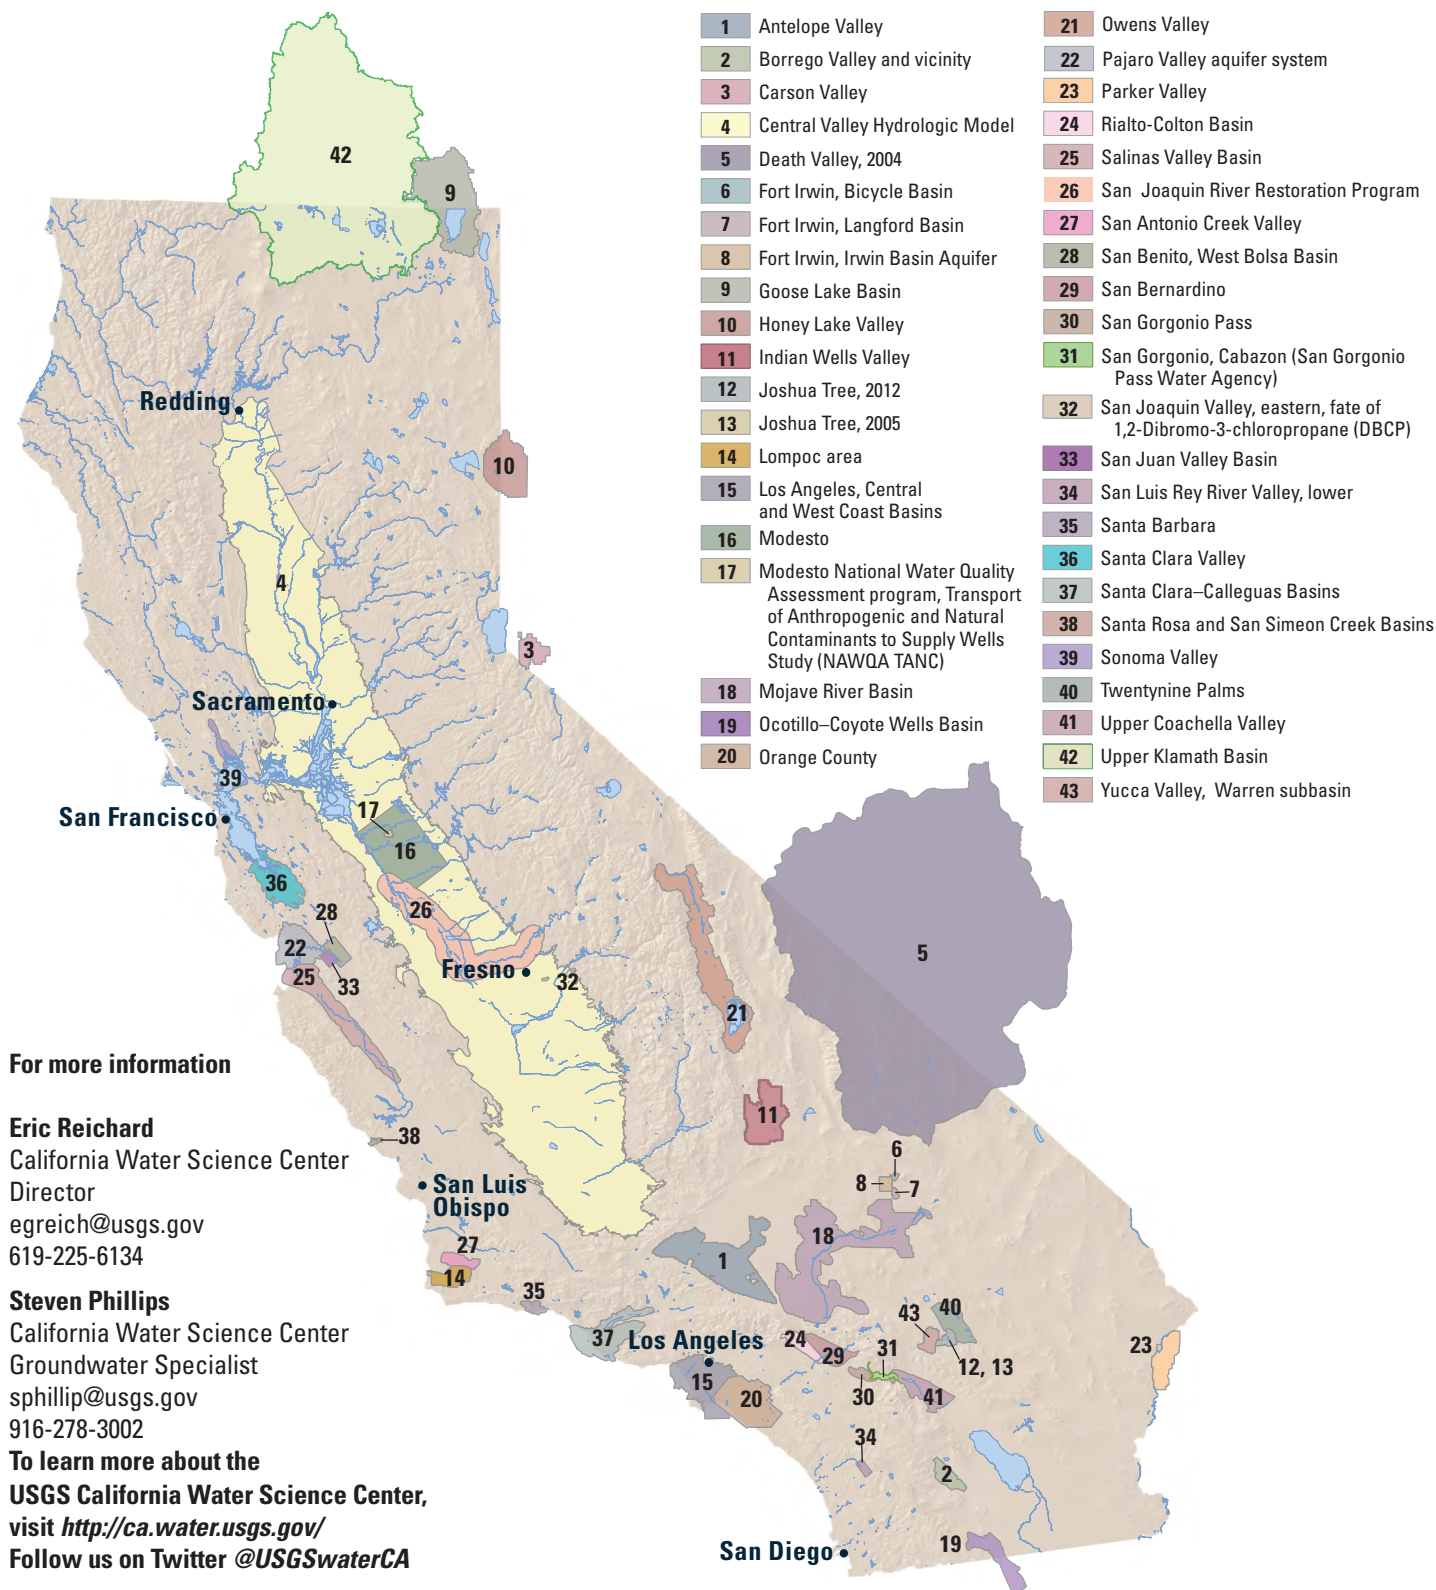 1 Antelope Valley
2 Borrego Valley and vicinity
3 Carson Valley
4 Central Valley Hydrologic Model
5 Death Valley, 2004
6 Fort Irwin, Bicycle Basin
7 Fort Irwin, Langford Basin
8 Fort Irwin, Irwin Basin Aquifer
9 Goose Lake Basin
10 Honey Lake Valley
11 Indian Wells Valley
12 Joshua Tree, 2012
13 Joshua Tree, 2005
14 Lompoc area
15 Los Angeles, Central
and West Coast Basins
16 Modesto
17 Modesto National Water Quality
Assessment program, Transport
of Anthropogenic and Natural
Contaminants to Supply Wells
Study (NAWQA TANC)
18 Mojave River Basin
19 Ocotillo–Coyote Wells Basin
20 Orange County
21 Owens Valley
22 Pajaro Valley aquifer system
23 Parker Valley
24 Rialto-Colton Basin
25 Salinas Valley Basin
26 San Joaquin River Restoration Program
27 San Antonio Creek Valley
28 San Benito, West Bolsa Basin
29 San Bernardino
30 San Gorgonio Pass
31 San Gorgonio, Cabazon (San Gorgonio
Pass Water Agency)
32 San Joaquin Valley, eastern, fate of
1,2-Dibromo-3-chloropropane (DBCP)
33 San Juan Valley Basin
34 San Luis Rey River Valley, lower
35 Santa Barbara
36 Santa Clara Valley
37 Santa Clara–Calleguas Basins
38 Santa Rosa and San Simeon Creek Basins
39 Sonoma Valley
40 Twentynine Palms
41 Upper Coachella Valley
42 Upper Klamath Basin
43 Yucca Valley, Warren subbasin
42
9
Redding
10
4
3
Sacramento
39
17
San Francisco
16
36
26
28
22
5
Fresno
32
25
33
21
11
38
6
8
7
San Luis
Obispo
18
27
1
14
35
43
40
37
Los Angeles
24
31
23
29
12, 13
15
20
30
41
34
2
19
San Diego
For more information
Eric Reichard
California Water Science Center
Director
egreich@usgs.gov
619-225-6134
Steven Phillips
California Water Science Center
Groundwater Specialist
sphillip@usgs.gov
916-278-3002
To learn more about the
USGS California Water Science Center,
visit http://ca.water.usgs.gov/
Follow us on Twitter @USGSwaterCA